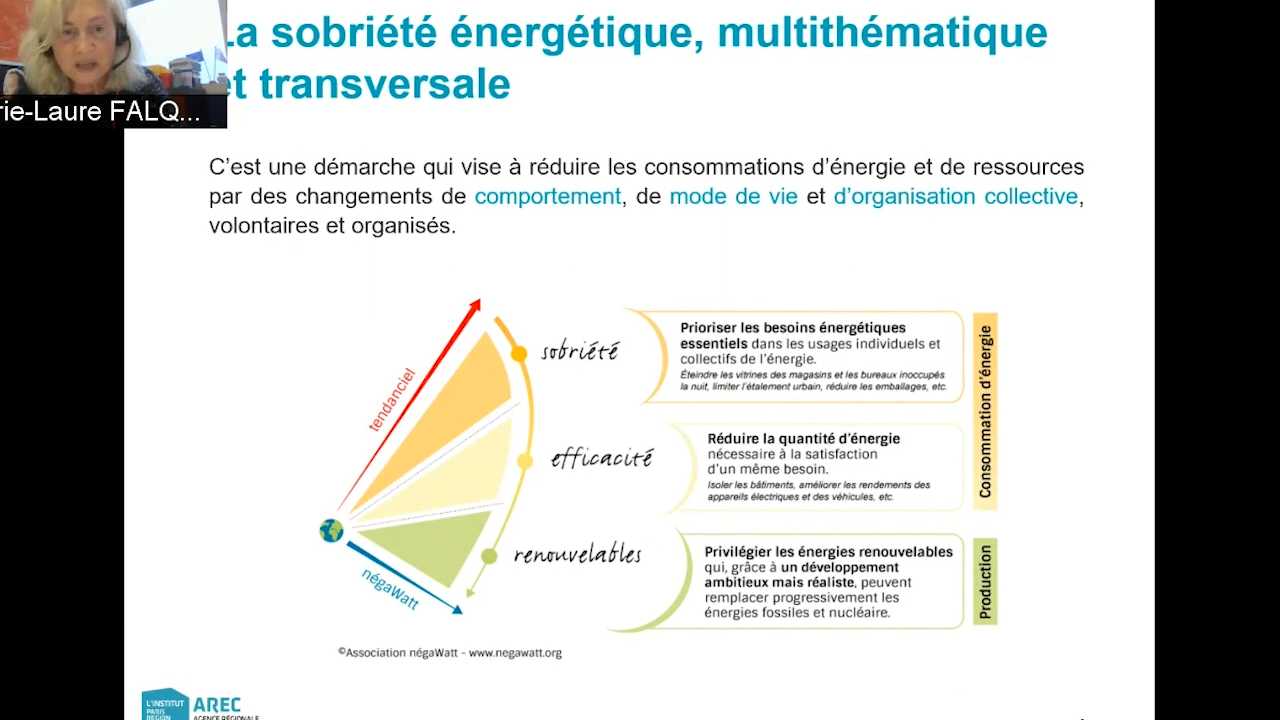 La sobriété énergétique, multithématique
et transversale
rie-Laure FALQ...
C’est une démarche qui vise à réduire les consommations d’énergie et de ressources
par des changements de comportement, de mode de vie et d’organisation collective,
volontaires et organisés.
tendanciel
sobriété
Prioriser les besoins énergétiques
essentiels dans les usages individuels et
collectifs de l’énergie.
Éteindre les vitrines des magasins et les bureaux inoccupés
la nuit, limiter l’étalement urbain, réduire les emballages, etc.
Consommation d’énergie
efficacité
Réduire la quantité d’énergie
nécessaire à la satisfaction
d’un même besoin.
Isoler les bâtiments, améliorer les rendements des
appareils électriques et des véhicules, etc.
renouvelables
Privilégier les énergies renouvelables
qui, grâce à un développement
ambitieux mais réaliste, peuvent
remplacer progressivement les
énergies fossiles et nucléaire.
Production
négaWatt
©Association négaWatt - www.negawatt.org
L’INSTITUT
PARIS
REGION
AREC
AGENCE RÉGIONALE